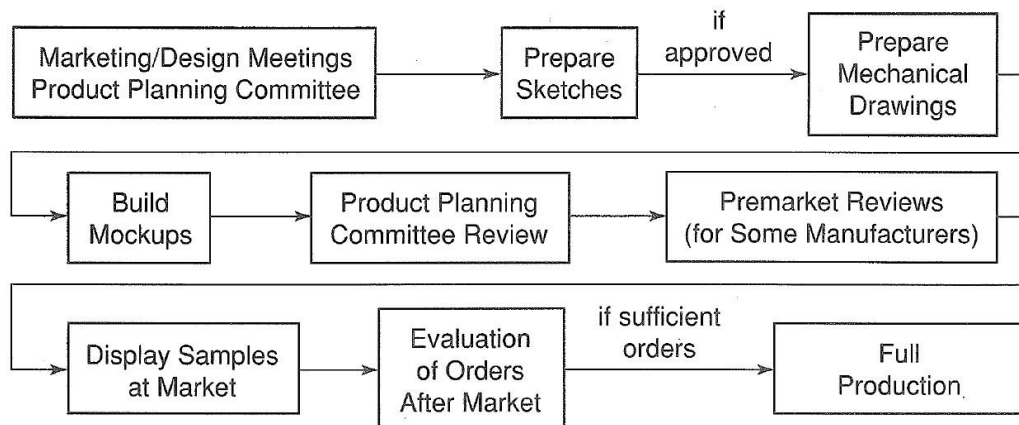 Marketing/Design Meetings
Product Planning Committee
Prepare
Sketches
if
approved
Prepare
Mechanical
Drawings
Build
Mockups
Product Planning
Committee Review
Premarket Reviews
(for Some Manufacturers)
Display Samples
at Market
Evaluation
of Orders
After Market
if sufficient
orders
Full
Production